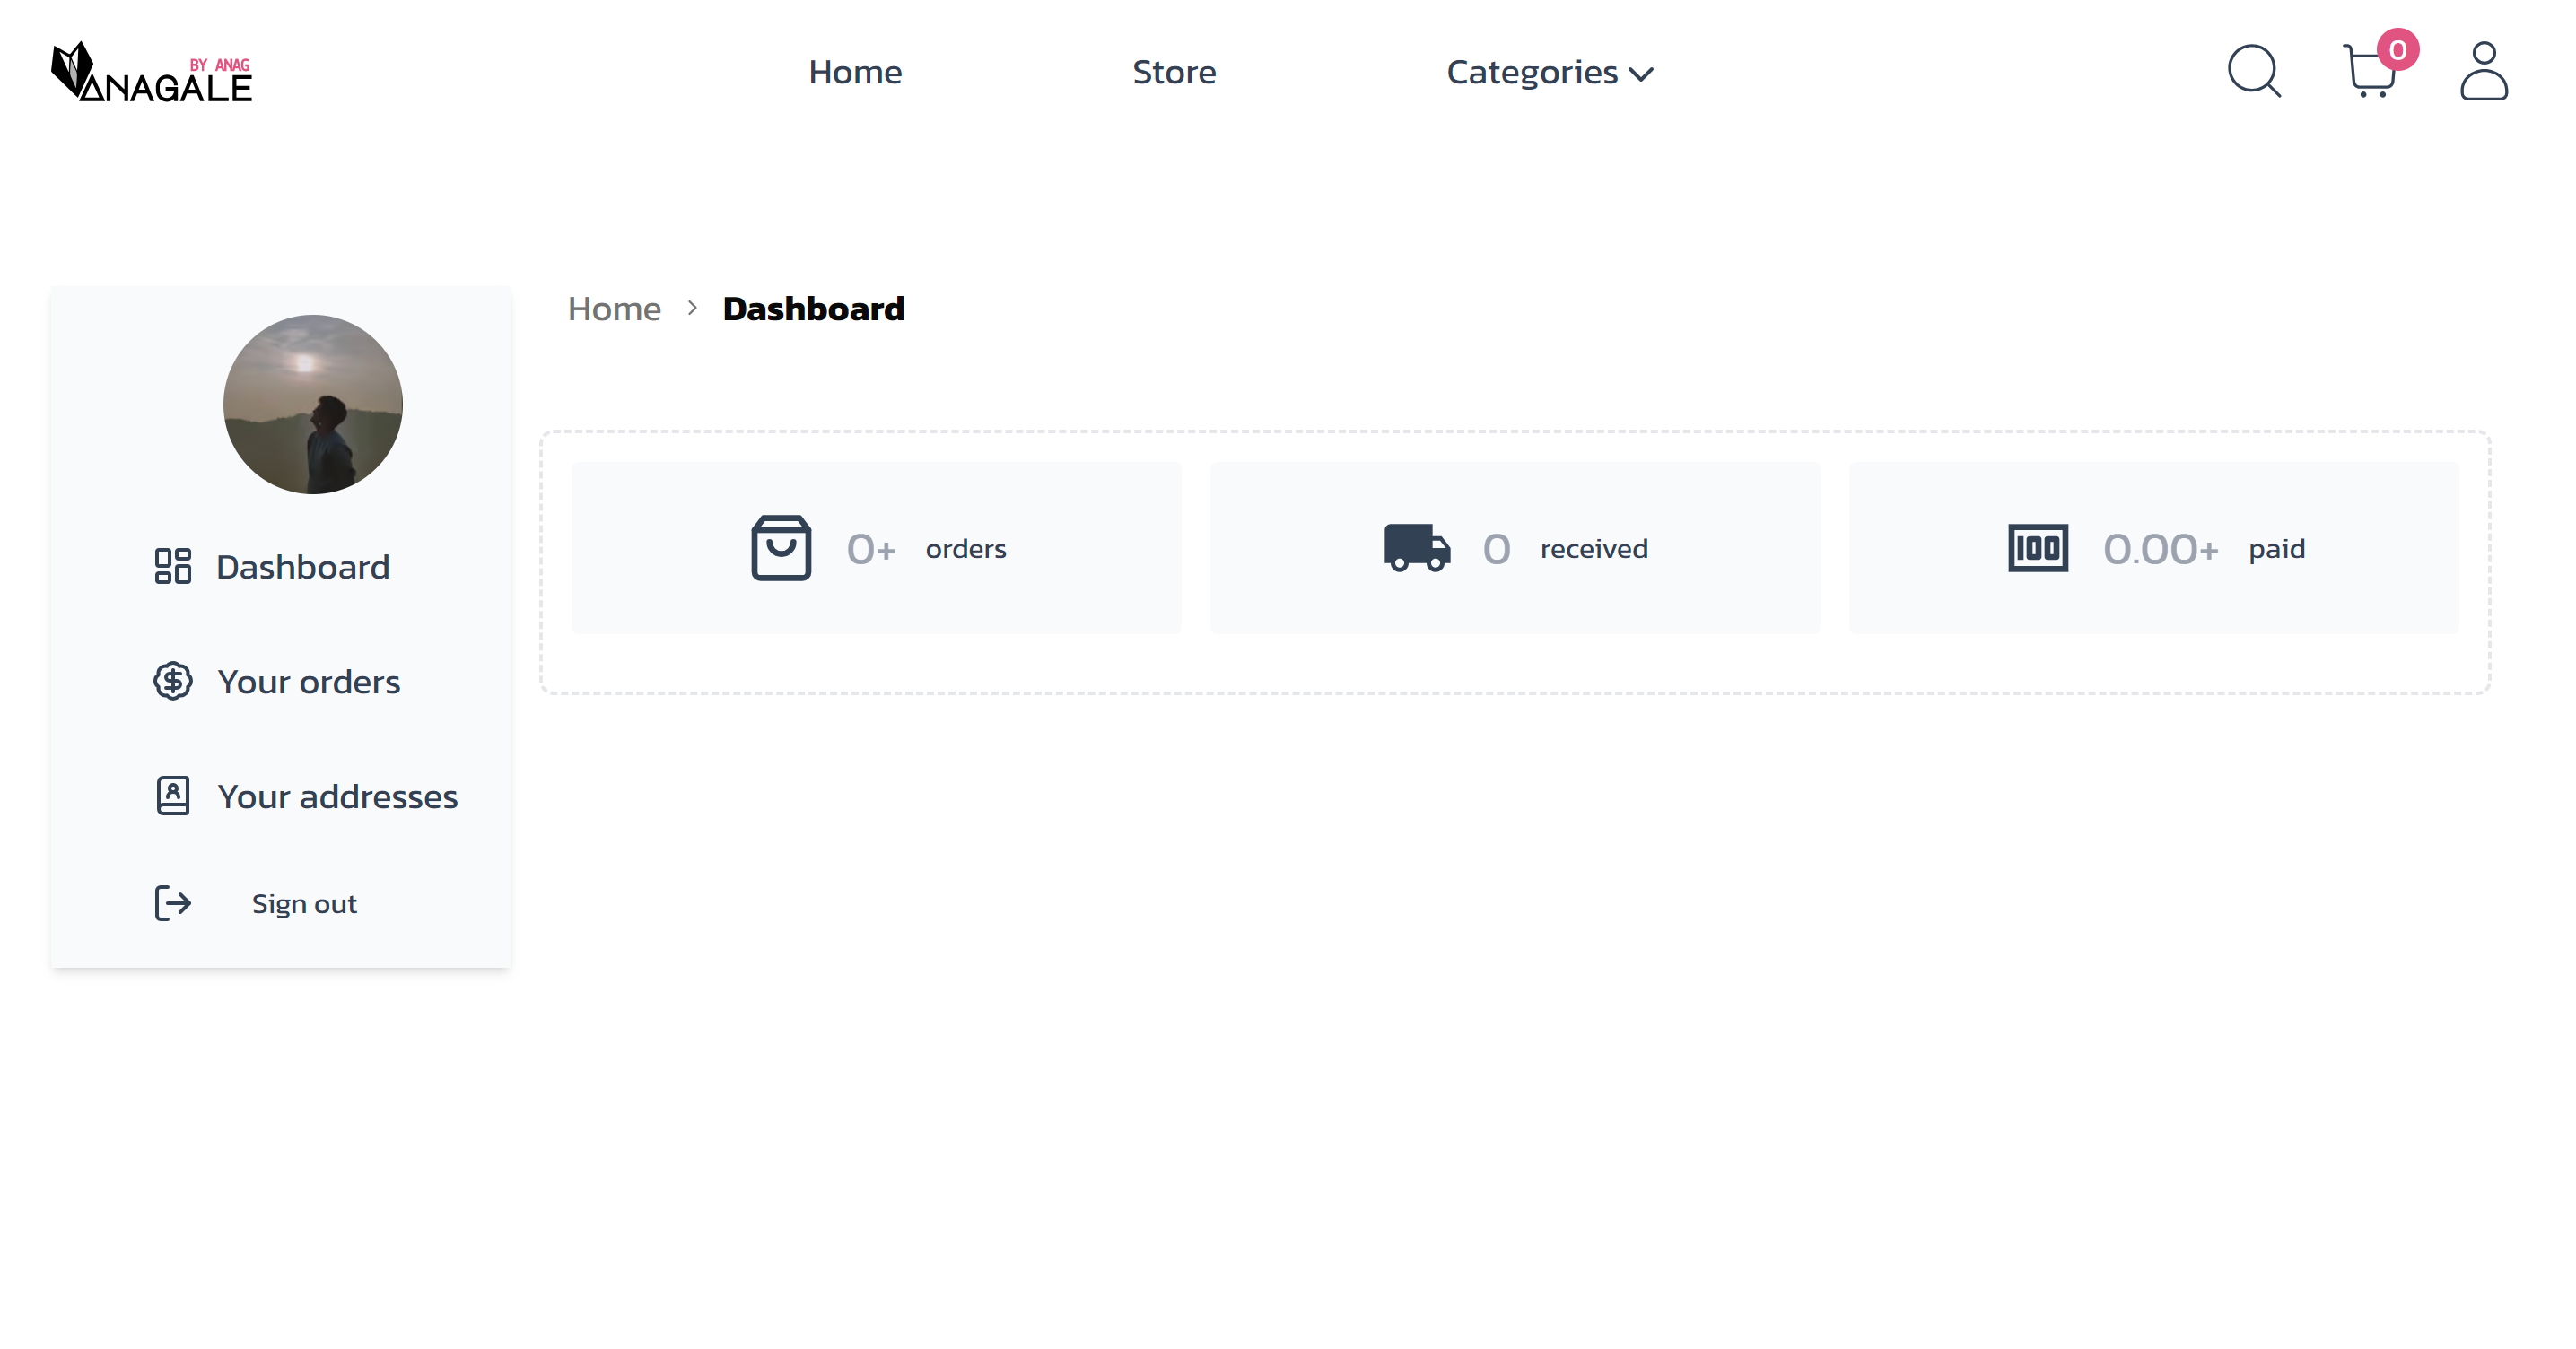 BY ANAG
ANAGALE
Home
Store
Categories
0
Home > Dashboard
Dashboard
Your orders
Your addresses
Sign out
0+ orders
0 received
100 0.00+ paid